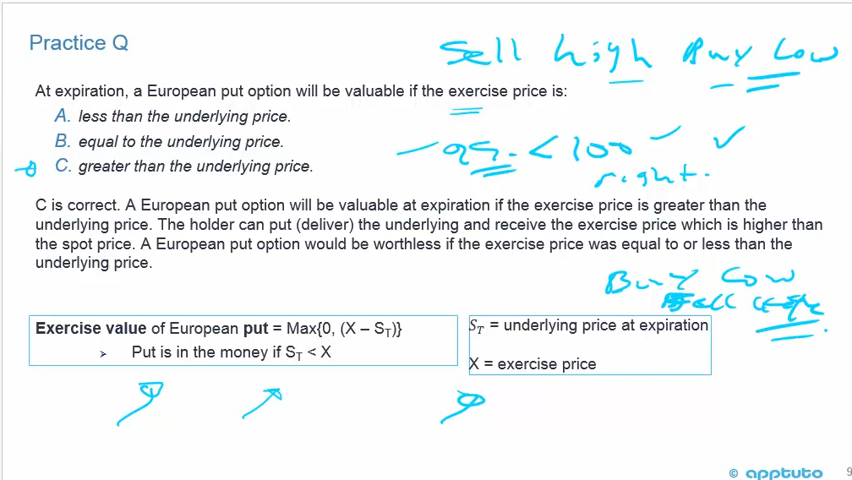 Practice Q
Sell high Buy Low
At expiration, a European put option will be valuable if the exercise price is:
A. less than the underlying price.
B. equal to the underlying price.
C. greater than the underlying price.
95. < 100
right.
C is correct. A European put option will be valuable at expiration if the exercise price is greater than the
underlying price. The holder can put (deliver) the underlying and receive the exercise price which is higher than
the spot price. A European put option would be worthless if the exercise price was equal to or less than the
underlying price.
Buy Low
Sell
Exercise value of European put = Max{0, (X – S_T)}
➢ Put is in the money if S_T < X
S_T = underlying price at expiration
X = exercise price
© apptuto 9